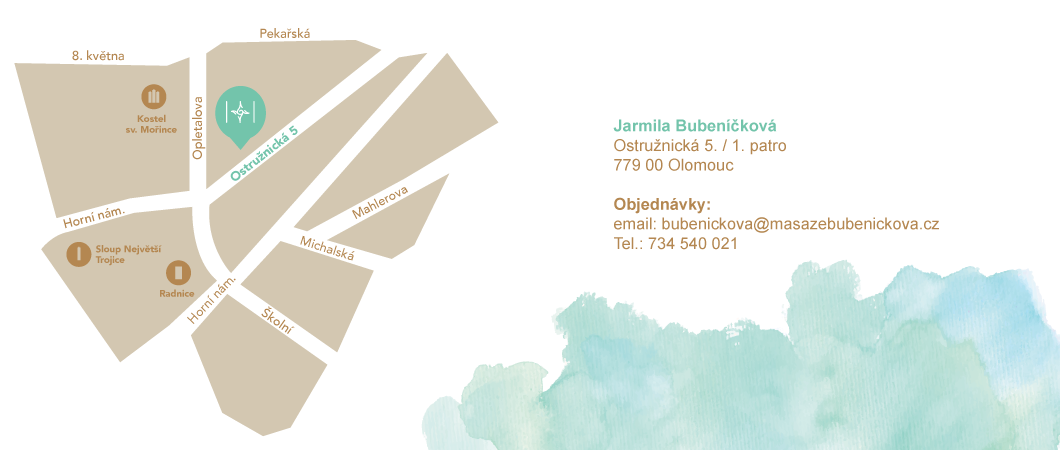 Pekařská
8. května
Kostel
sv. Mořince
Opletalova
Ostružnická 5
Mahlerova
Horní nám.
Michalská
Sloup Největší
Trojice
Radnice
Horní nám.
Školní
Jarmila Bubeníčková
Ostružnická 5. / 1. patro
779 00 Olomouc
Objednávky:
email: bubenickova@masazebubenickova.cz
Tel.: 734 540 021